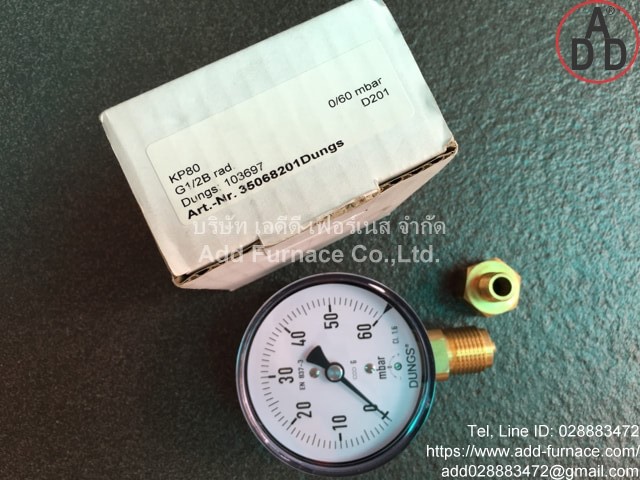 ADD®
0/60 mbar
D201
KP80
G1/2B rad
Dungs: 103697
Art.-Nr. 35068201Dungs
บริษัท เอดีดี เฟอร์เนส จำกัด
Add Furnace Co.,Ltd.
0
10
20
30
40
50
60
mbar
EN 837-3
DUNGS®
Tel, Line ID: 028883472
https://www.add-furnace.com/
add028883472@gmail.com